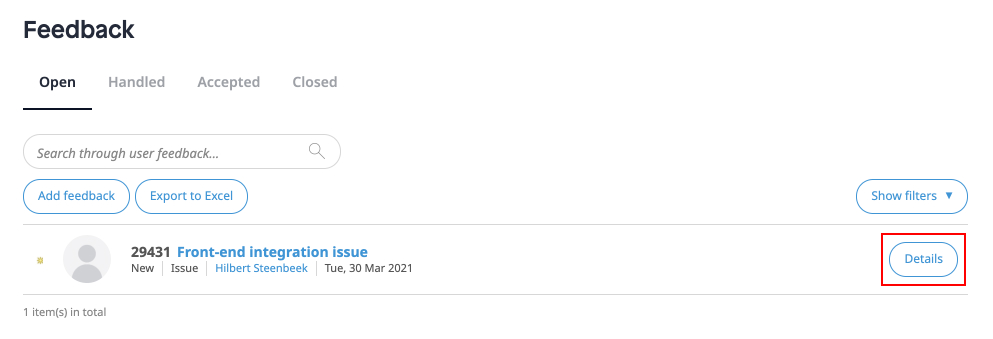 Feedback
Open Handled Accepted Closed
Search through user feedback...
Add feedback Export to Excel Show filters
29431 Front-end integration issue
New Issue Hilbert Steenbeek Tue, 30 Mar 2021
Details
1 item(s) in total